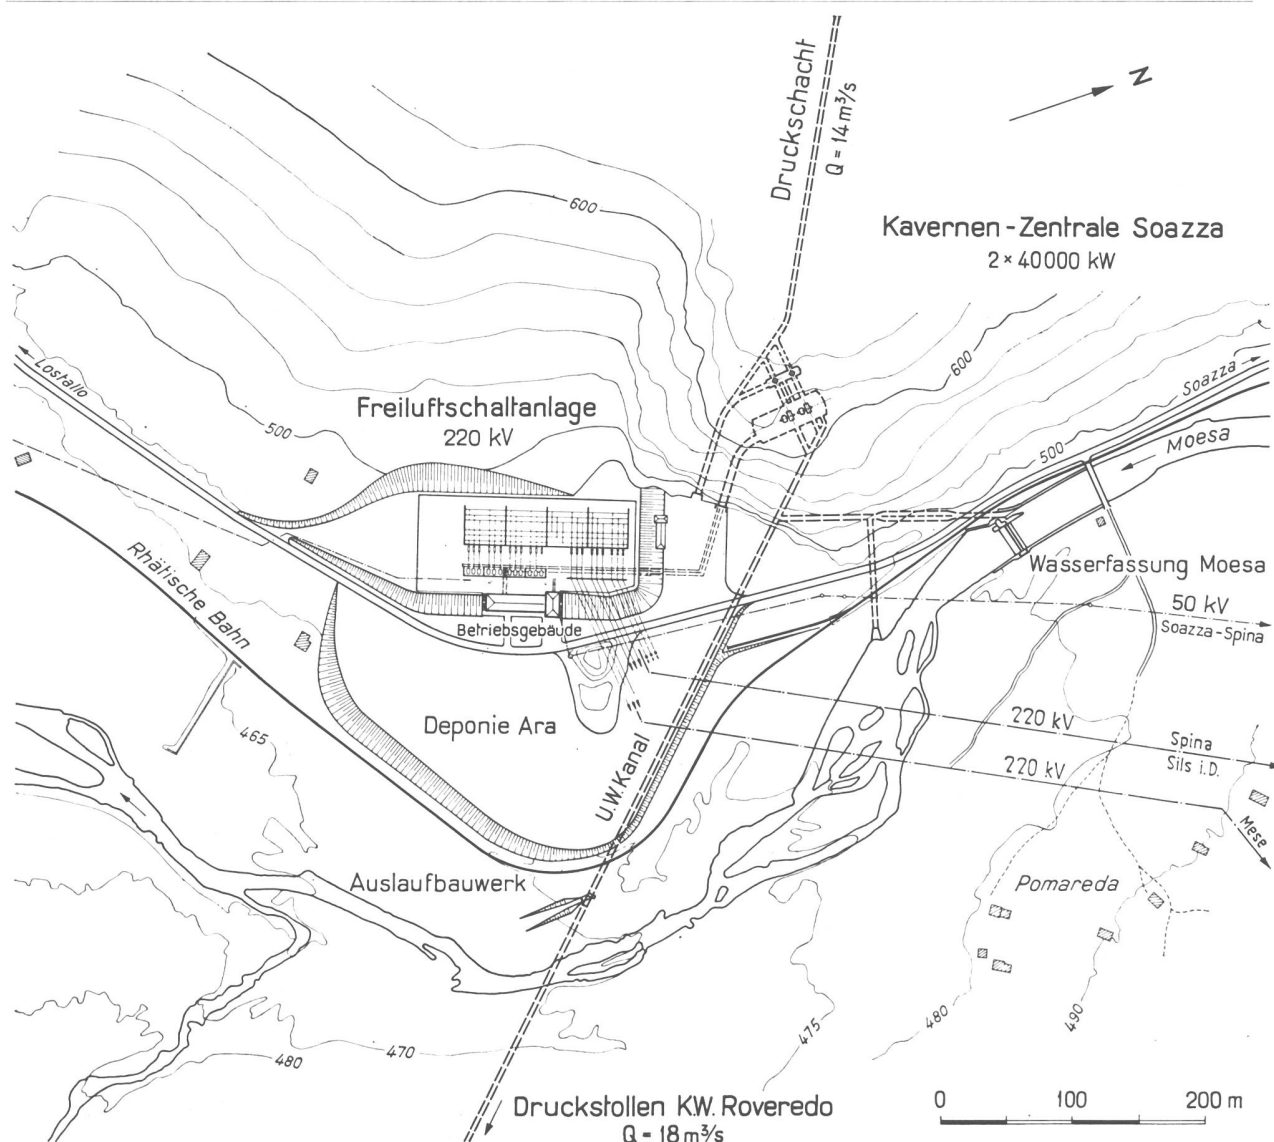 Druckschacht
Q = 14 m³/s
N
Kavernen-Zentrale Soazza
2 × 40000 kW
600
600
Lostallo
Soazza
Freiluftschaltanlage
220 kV
500
500
Moesa
Rhätische Bahn
Wasserfassung Moesa
50 kV
Soazza-Spina
Betriebsgebäude
Deponie Ara
465
220 kV
Spina
Sils i.D.
220 kV
U.W.Kanal
Mese
Auslaufbauwerk
Pomareda
475
480
490
480
470
Druckstollen KW. Roveredo
Q = 18 m³/s
0 100 200 m